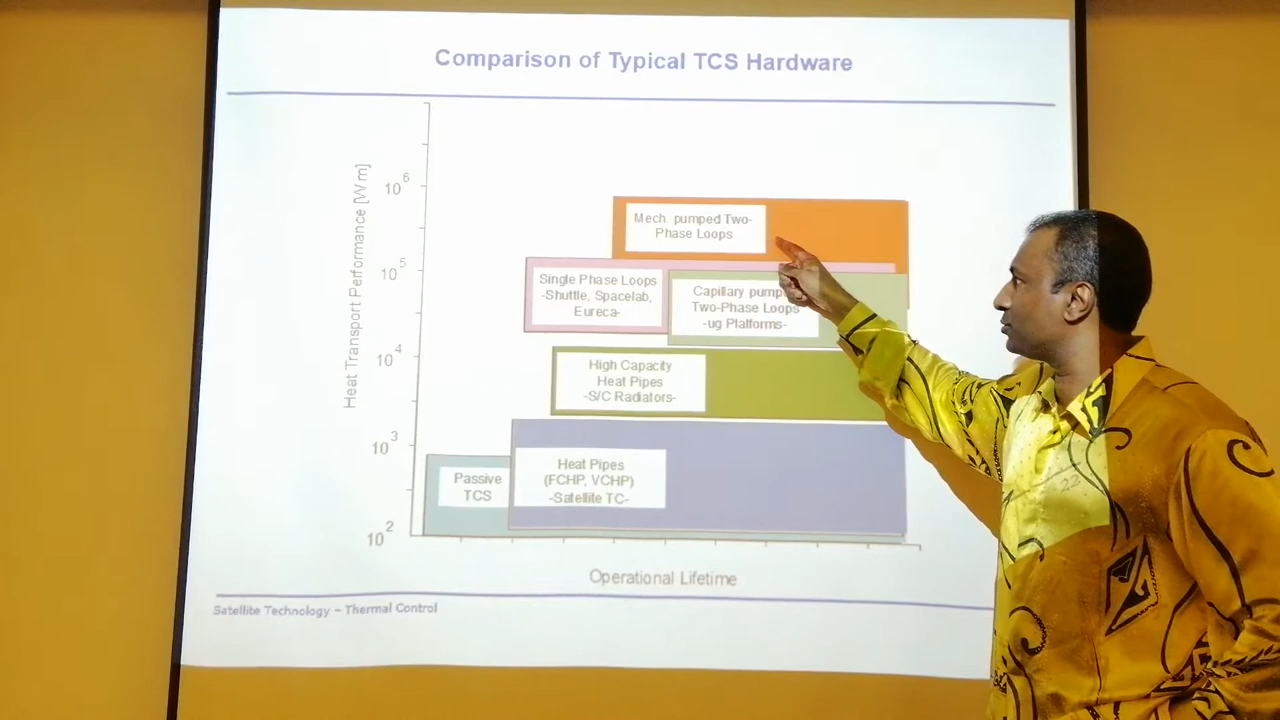 Comparison of Typical TCS Hardware
Heat Transport Performance [Wm]
10^6
10^5
10^4
10^3
10^2
Mech. pumped Two-
Phase Loops
Single Phase Loops
-Shuttle, Spacelab,
Eureca-
Capillary
Two-Phase Loops
-ug Platforms-
High Capacity
Heat Pipes
-S/C Radiators-
Passive
TCS
Heat Pipes
(FCHP, VCHP)
-Satellite TC-
Operational Lifetime
Satellite Technology – Thermal Control
22